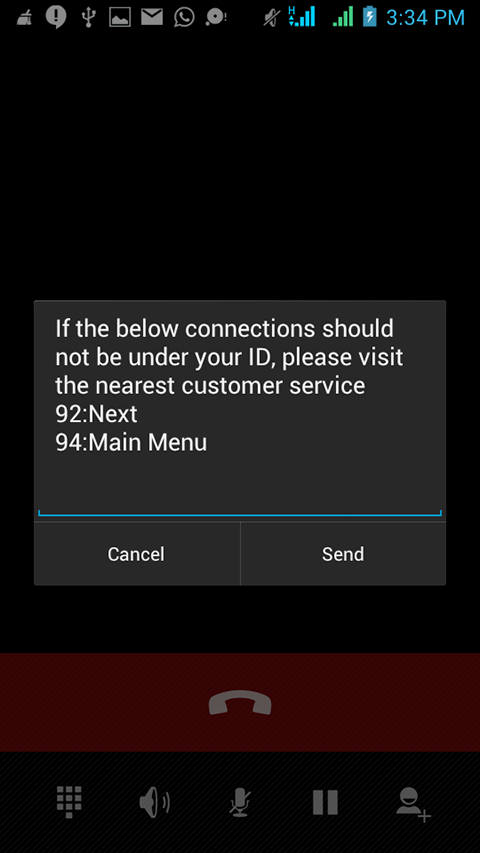 H 3:34 PM
If the below connections should
not be under your ID, please visit
the nearest customer service
92:Next
94:Main Menu
Cancel Send